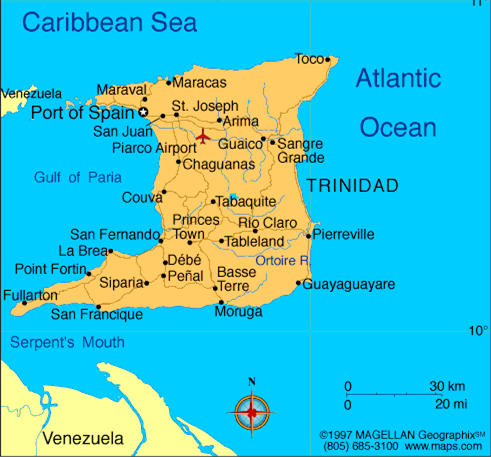 11°
Caribbean Sea
Toco
Atlantic
Ocean
Venezuela
Maraval
Maracas
Port of Spain
St. Joseph
San Juan
Arima
Piarco Airport
Guaico
Sangre
Grande
Chaguanas
Gulf of Paria
TRINIDAD
Couva
Tabaquite
Princes
Town
Rio Claro
San Fernando
Tableland
Pierreville
La Brea
Ortoire R.
Point Fortin
Débé
Peñal
Basse
Terre
Siparia
Guayaguayare
Fullarton
San Francique
Moruga
10°
Serpent's Mouth
N
0 30 km
0 20 mi
Venezuela
©1997 MAGELLAN Geographix℠
(805) 685-3100 www.maps.com